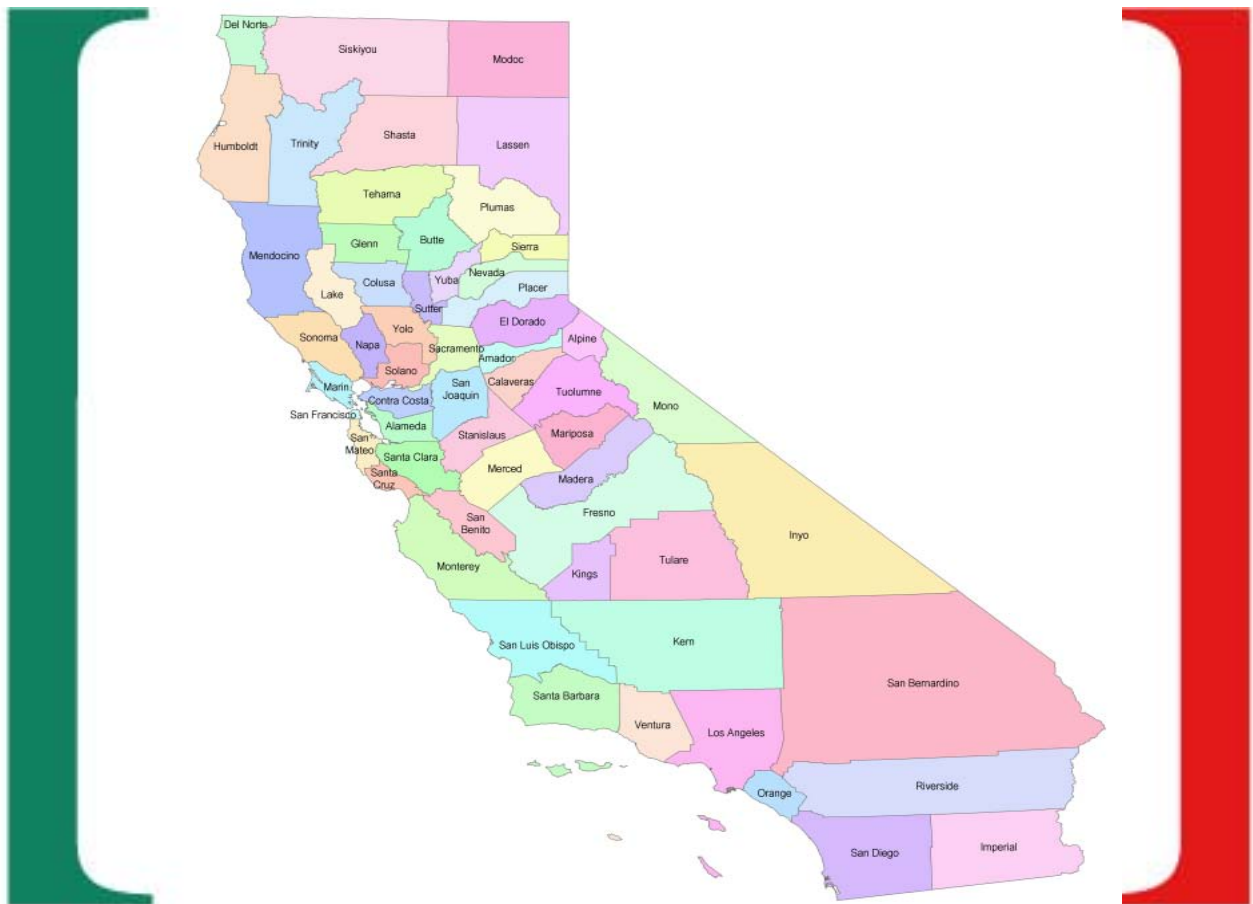 Del Norte
Siskiyou
Modoc
Humboldt
Trinity
Shasta
Lassen
Tehama
Plumas
Mendocino
Glenn
Butte
Sierra
Lake
Colusa
Sutter
Yuba
Nevada
Placer
Sonoma
Napa
Yolo
Sacramento
El Dorado
Alpine
Amador
Solano
Marin
Contra Costa
San
Joaquin
Calaveras
Tuolumne
Mono
San Francisco
Alameda
Stanislaus
Mariposa
San
Mateo
Santa Clara
Merced
Madera
Santa
Cruz
San
Benito
Fresno
Inyo
Monterey
Kings
Tulare
San Luis Obispo
Kern
San Bernardino
Santa Barbara
Ventura
Los Angeles
Orange
Riverside
San Diego
Imperial